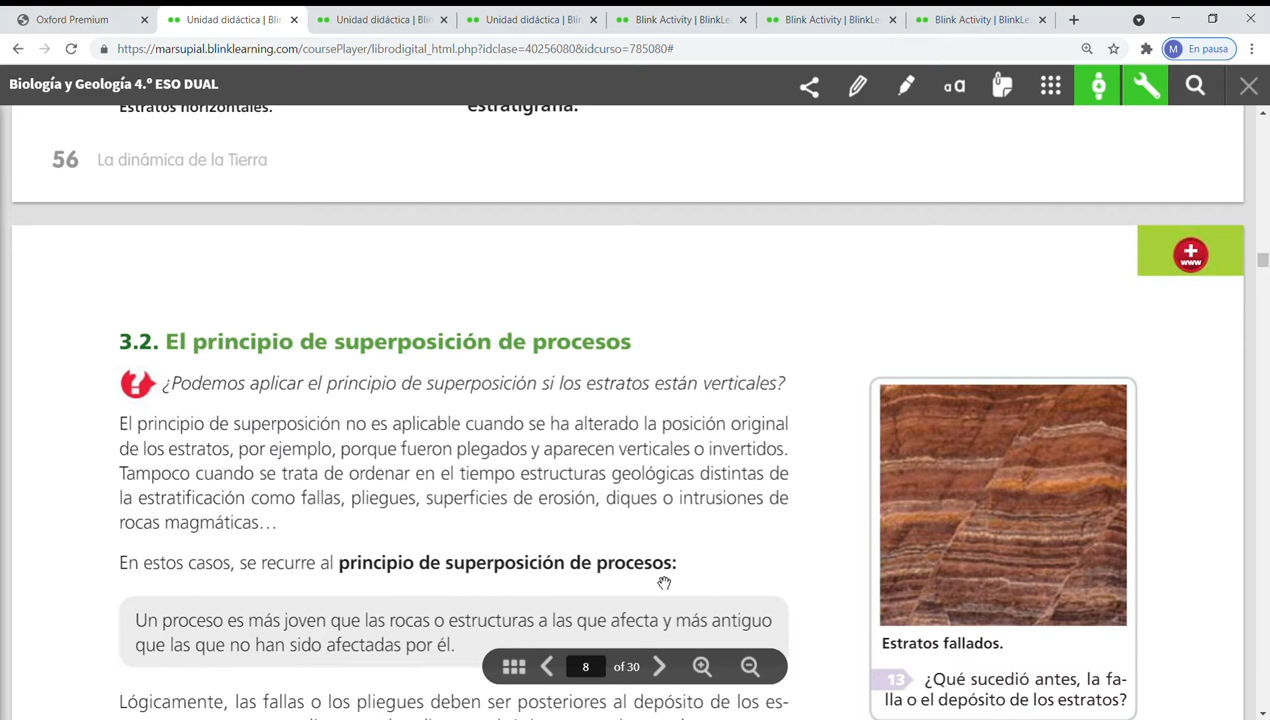 Oxford Premium
Unidad didáctica | Bli
Unidad didáctica | Bli
Unidad didáctica | Bli
Blink Activity | BlinkLe
Blink Activity | BlinkLe
Blink Activity | BlinkLe
https://marsupial.blinklearning.com/coursePlayer/librodigital_html.php?idclase=40256080&idcurso=785080#
M En pausa
Biología y Geología 4.º ESO DUAL
aa
Estratos horizontales.
estratigrafía.
56 La dinámica de la Tierra
+
www
3.2. El principio de superposición de procesos
¿Podemos aplicar el principio de superposición si los estratos están verticales?
El principio de superposición no es aplicable cuando se ha alterado la posición original
de los estratos, por ejemplo, porque fueron plegados y aparecen verticales o invertidos.
Tampoco cuando se trata de ordenar en el tiempo estructuras geológicas distintas de
la estratificación como fallas, pliegues, superficies de erosión, diques o intrusiones de
rocas magmáticas...
En estos casos, se recurre al principio de superposición de procesos:
Un proceso es más joven que las rocas o estructuras a las que afecta y más antiguo
que las que no han sido afectadas por él.
Lógicamente, las fallas o los pliegues deben ser posteriores al depósito de los es-
Estratos fallados.
13 ¿Qué sucedió antes, la fa-
lla o el depósito de los estratos?
8 of 30